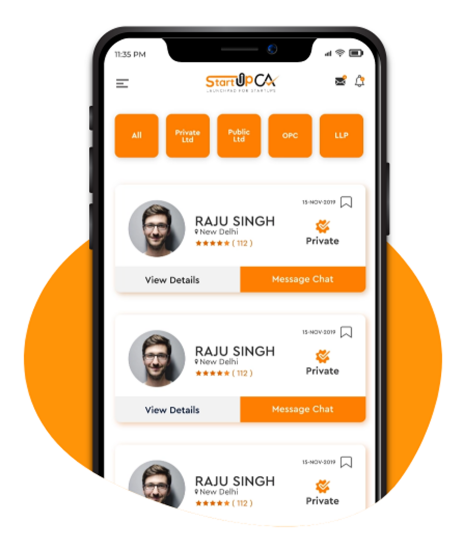 11:35 PM
StartUpCA
LAUNCHPAD FOR STARTUPS
All
Private
Ltd
Public
Ltd
OPC
LLP
15-NOV-2019
RAJU SINGH
New Delhi
(112)
Private
View Details
Message Chat
15-NOV-2019
RAJU SINGH
New Delhi
(112)
Private
View Details
Message Chat
15-NOV-2019
RAJU SINGH
New Delhi
(112)
Private